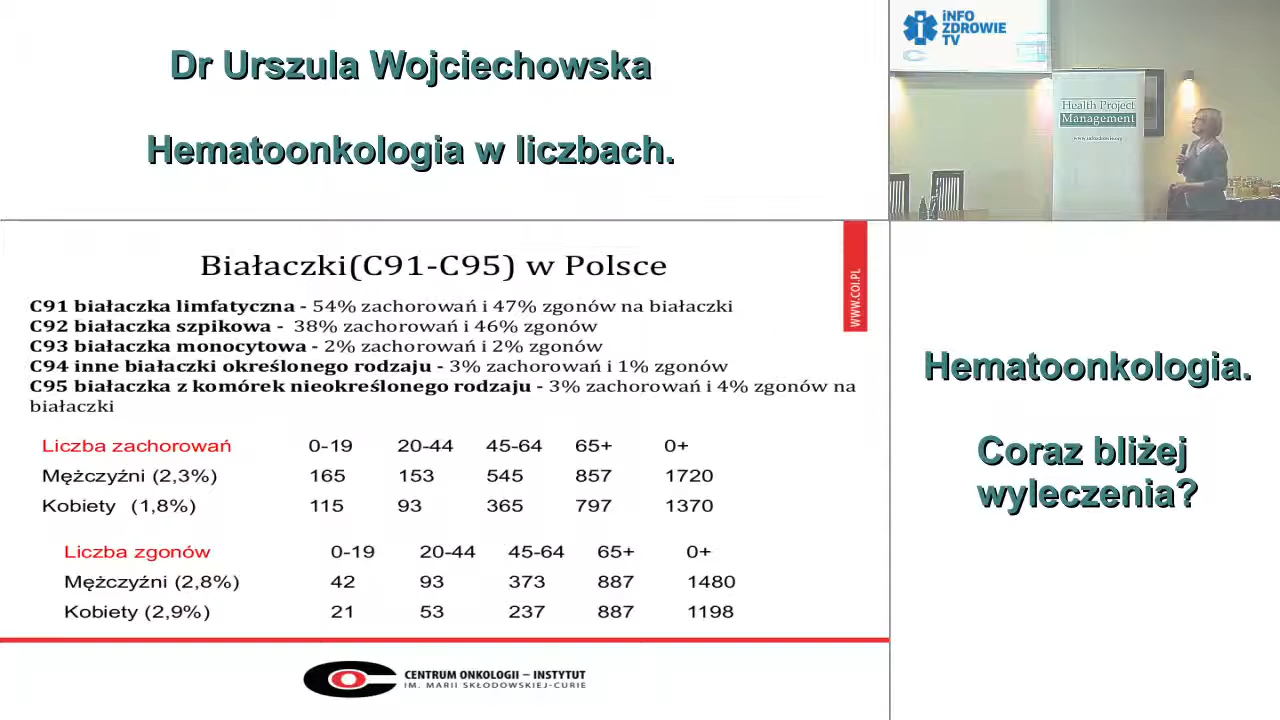 Dr Urszula Wojciechowska
Hematoonkologia w liczbach.
INFO
ZDROWIE
TV
Health Project
Management
www.infozdrowie.org
Białaczki(C91-C95) w Polsce
WWW.COI.PL
C91 białaczka limfatyczna - 54% zachorowań i 47% zgonów na białaczki
C92 białaczka szpikowa - 38% zachorowań i 46% zgonów
C93 białaczka monocytowa - 2% zachorowań i 2% zgonów
C94 inne białaczki określonego rodzaju - 3% zachorowań i 1% zgonów
C95 białaczka z komórek nieokreślonego rodzaju - 3% zachorowań i 4% zgonów na
białaczki
Liczba zachorowań 0-19 20-44 45-64 65+ 0+
Mężczyźni (2,3%) 165 153 545 857 1720
Kobiety (1,8%) 115 93 365 797 1370
Liczba zgonów 0-19 20-44 45-64 65+ 0+
Mężczyźni (2,8%) 42 93 373 887 1480
Kobiety (2,9%) 21 53 237 887 1198
CENTRUM ONKOLOGII – INSTYTUT
IM. MARII SKŁODOWSKIEJ-CURIE
Hematoonkologia.
Coraz bliżej
wyleczenia?